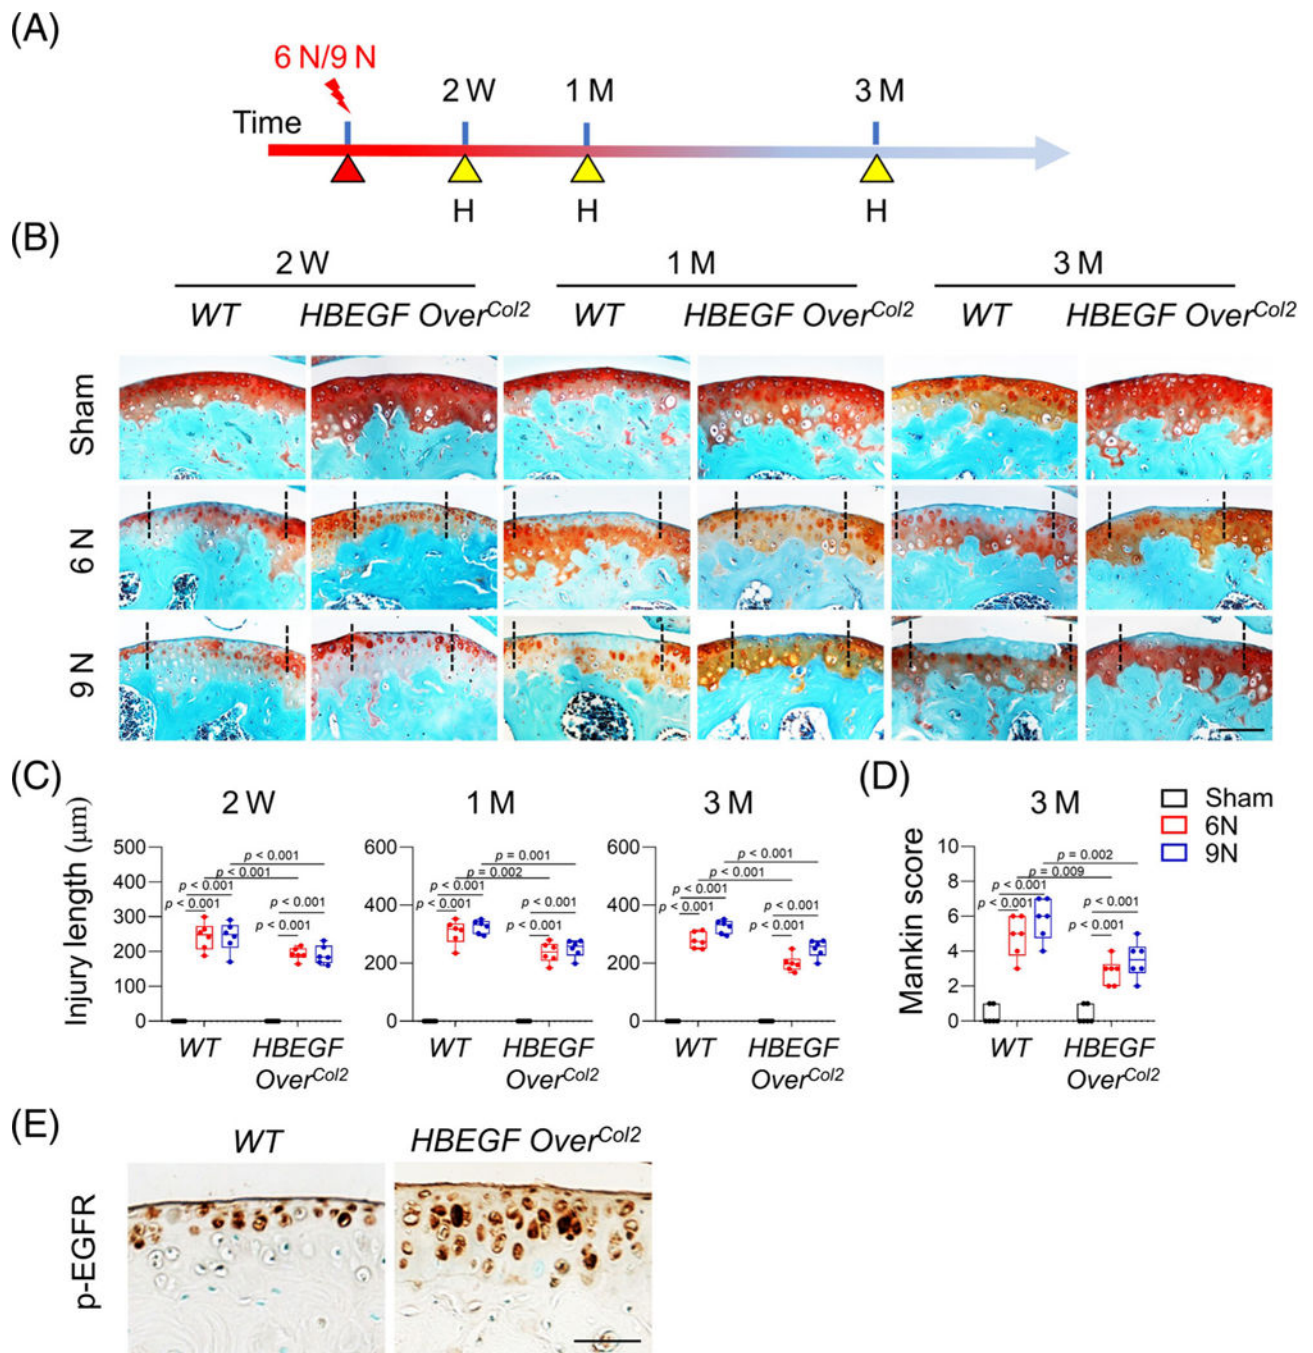 (A)
6 N/9 N
2 W 1 M 3 M
Time
H H H
(B)
2 W 1 M 3 M
WT HBEGF Over^Col2 WT HBEGF Over^Col2 WT HBEGF Over^Col2
Sham
6 N
9 N
(C) (D)
2 W 1 M 3 M 3 M
Sham
6N
9N
Injury length (μm)
500
400
300
200
100
0
p < 0.001
p < 0.001
p < 0.001
p < 0.001
p < 0.001
p < 0.001
WT HBEGF
Over^Col2
600
400
200
0
p = 0.001
p = 0.002
p < 0.001
p < 0.001
p < 0.001
p < 0.001
WT HBEGF
Over^Col2
600
400
200
0
p < 0.001
p < 0.001
p < 0.001
p < 0.001
p < 0.001
p < 0.001
WT HBEGF
Over^Col2
Mankin score
10
8
6
4
2
0
p = 0.002
p = 0.009
p < 0.001
p < 0.001
p < 0.001
p < 0.001
WT HBEGF
Over^Col2
(E)
WT HBEGF Over^Col2
p-EGFR